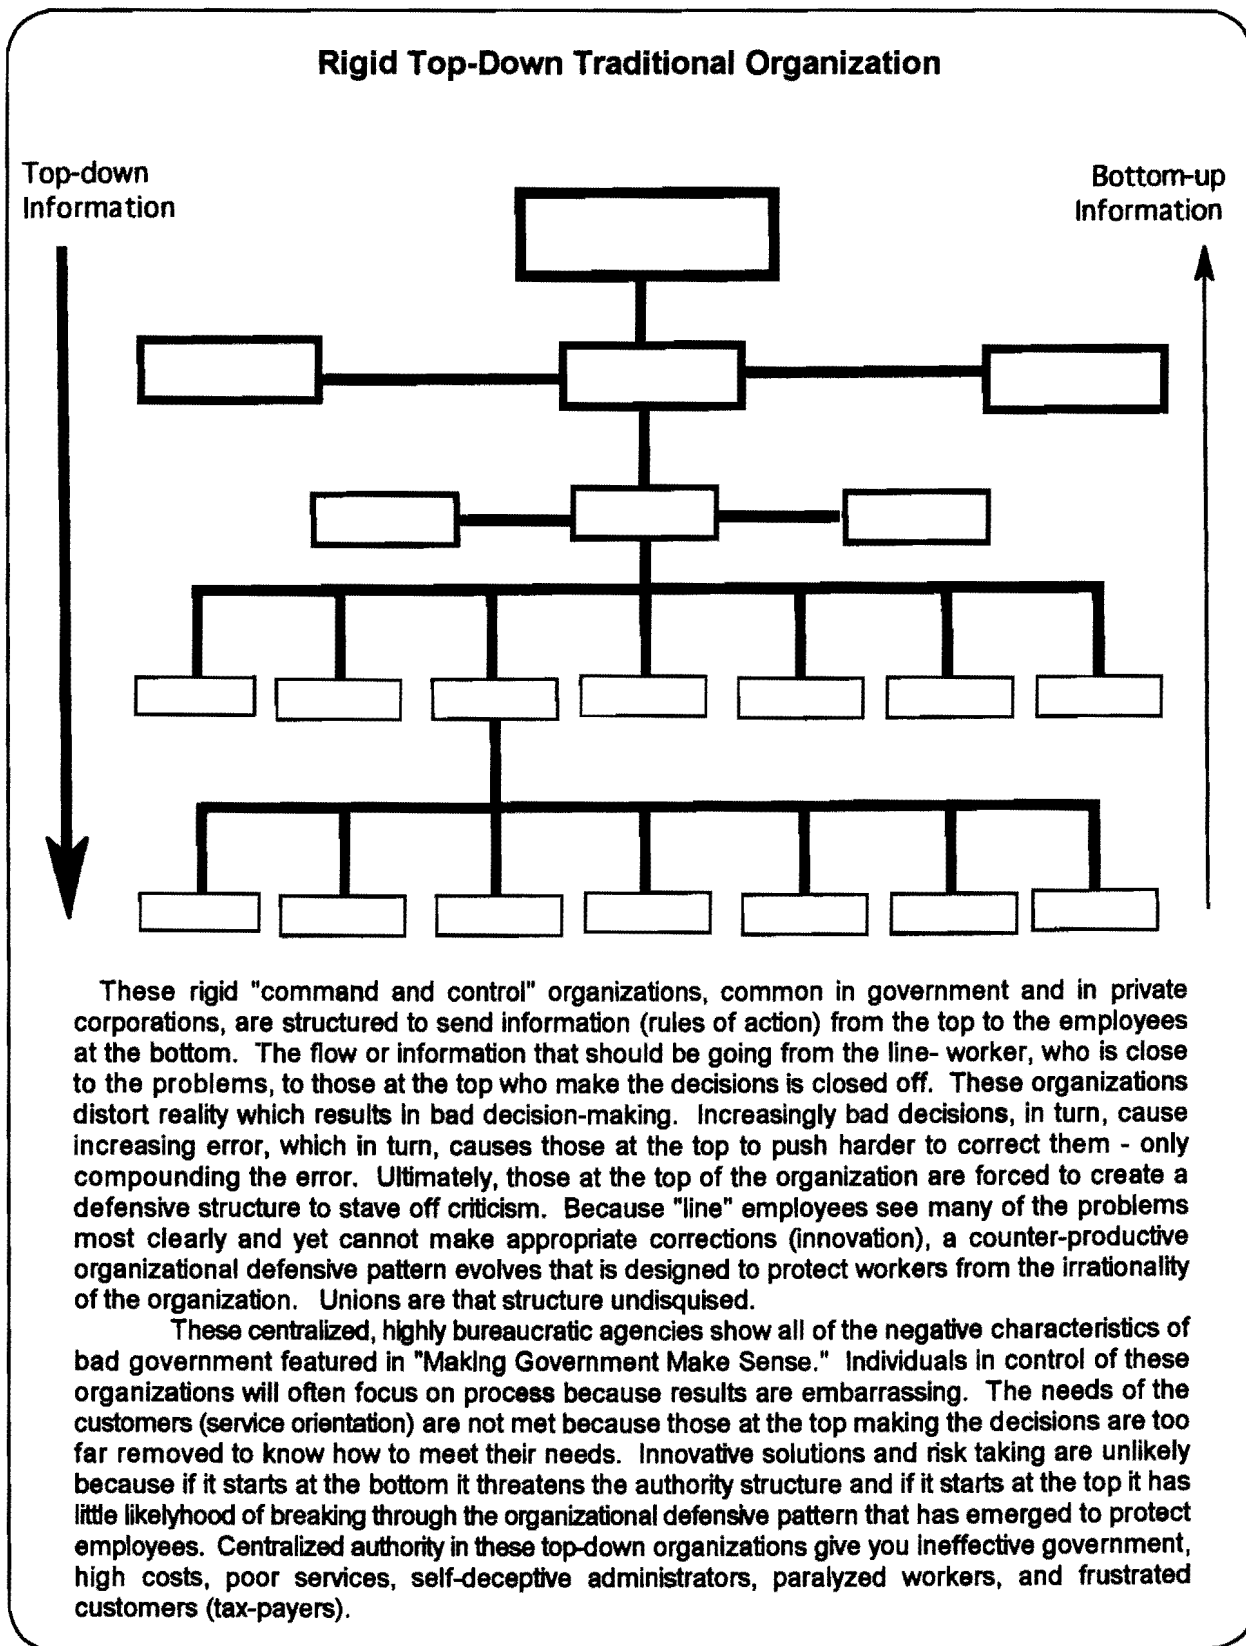 Rigid Top-Down Traditional Organization
Top-down
Information
Bottom-up
Information
These rigid "command and control" organizations, common in government and in private
corporations, are structured to send information (rules of action) from the top to the employees
at the bottom. The flow or information that should be going from the line- worker, who is close
to the problems, to those at the top who make the decisions is closed off. These organizations
distort reality which results in bad decision-making. Increasingly bad decisions, in turn, cause
increasing error, which in turn, causes those at the top to push harder to correct them - only
compounding the error. Ultimately, those at the top of the organization are forced to create a
defensive structure to stave off criticism. Because "line" employees see many of the problems
most clearly and yet cannot make appropriate corrections (innovation), a counter-productive
organizational defensive pattern evolves that is designed to protect workers from the irrationality
of the organization. Unions are that structure undisquised.
These centralized, highly bureaucratic agencies show all of the negative characteristics of
bad government featured in "Making Government Make Sense." Individuals in control of these
organizations will often focus on process because results are embarrassing. The needs of the
customers (service orientation) are not met because those at the top making the decisions are too
far removed to know how to meet their needs. Innovative solutions and risk taking are unlikely
because if it starts at the bottom it threatens the authority structure and if it starts at the top it has
little likelyhood of breaking through the organizational defensive pattern that has emerged to protect
employees. Centralized authority in these top-down organizations give you ineffective government,
high costs, poor services, self-deceptive administrators, paralyzed workers, and frustrated
customers (tax-payers).